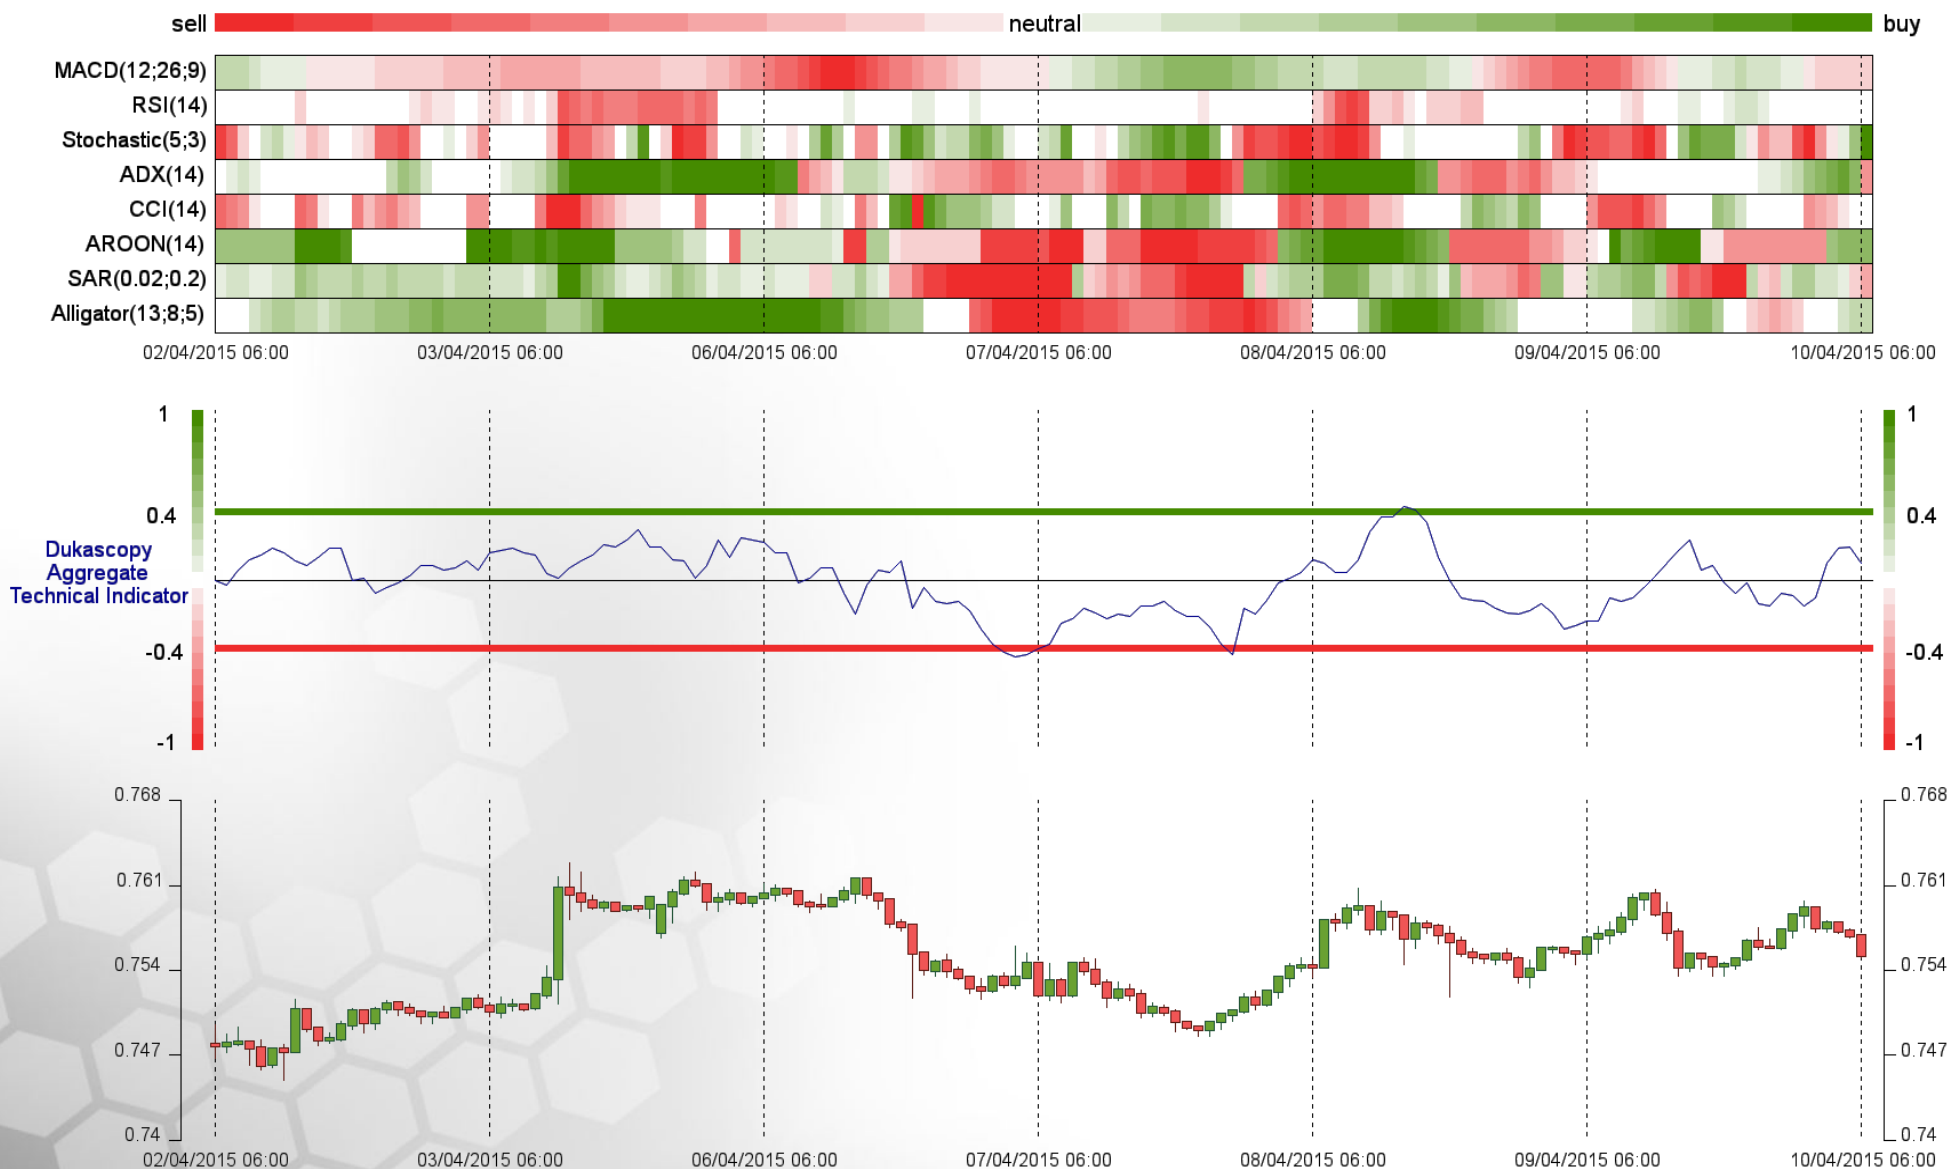 sell neutral buy
MACD(12;26;9)
RSI(14)
Stochastic(5;3)
ADX(14)
CCI(14)
AROON(14)
SAR(0.02;0.2)
Alligator(13;8;5)
02/04/2015 06:00 03/04/2015 06:00 06/04/2015 06:00 07/04/2015 06:00 08/04/2015 06:00 09/04/2015 06:00 10/04/2015 06:00
1 1
0.4 0.4
Dukascopy
Aggregate
Technical Indicator
-0.4 -0.4
-1 -1
0.768 0.768
0.761 0.761
0.754 0.754
0.747 0.747
0.74 0.74
02/04/2015 06:00 03/04/2015 06:00 06/04/2015 06:00 07/04/2015 06:00 08/04/2015 06:00 09/04/2015 06:00 10/04/2015 06:00